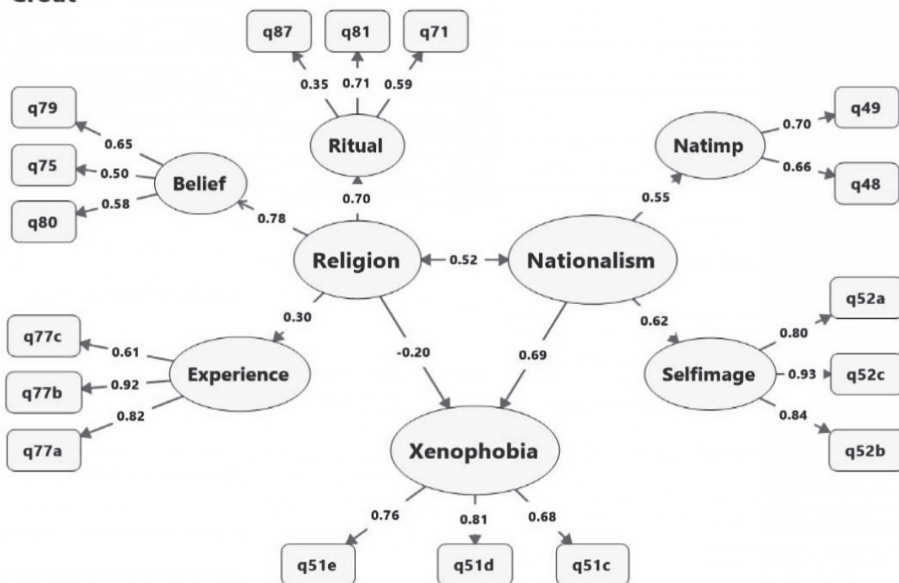 q87 q81 q71
0.35 0.71 0.59
q79
q49
0.70
Ritual
Natimp
0.65
q75
0.50
Belief
0.66
q48
0.58
q80
0.78
0.70
0.55
Religion
0.52
Nationalism
q52a
0.30
0.62
0.80
q77c
0.61
-0.20
0.69
Experience
Selfimage
0.93
q52c
q77b
0.92
0.82
0.84
q77a
Xenophobia
q52b
0.76
0.81
0.68
q51e q51d q51c